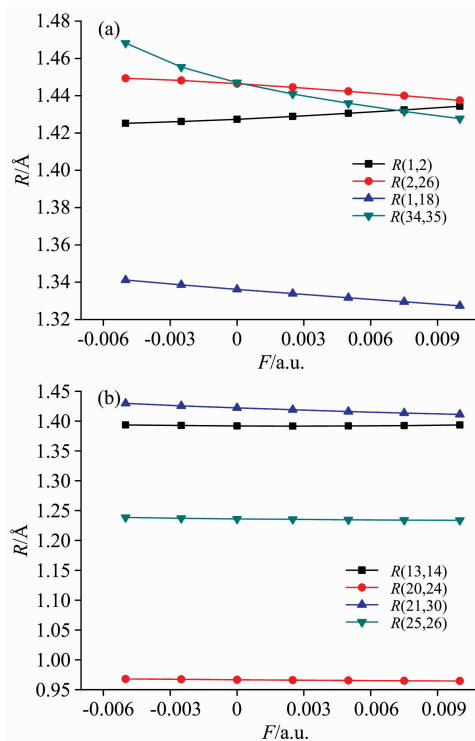 (a)
1.48
1.46
1.44
1.42
1.40
1.38
1.36
1.34
1.32
R/Å
R(1,2)
R(2,26)
R(1,18)
R(34,35)
-0.006 -0.003 0 0.003 0.006 0.009
F/a.u.
(b)
1.45
1.40
1.35
1.30
1.25
1.20
1.15
1.10
1.05
1.00
0.95
R/Å
R(13,14)
R(20,24)
R(21,30)
R(25,26)
-0.006 -0.003 0 0.003 0.006 0.009
F/a.u.